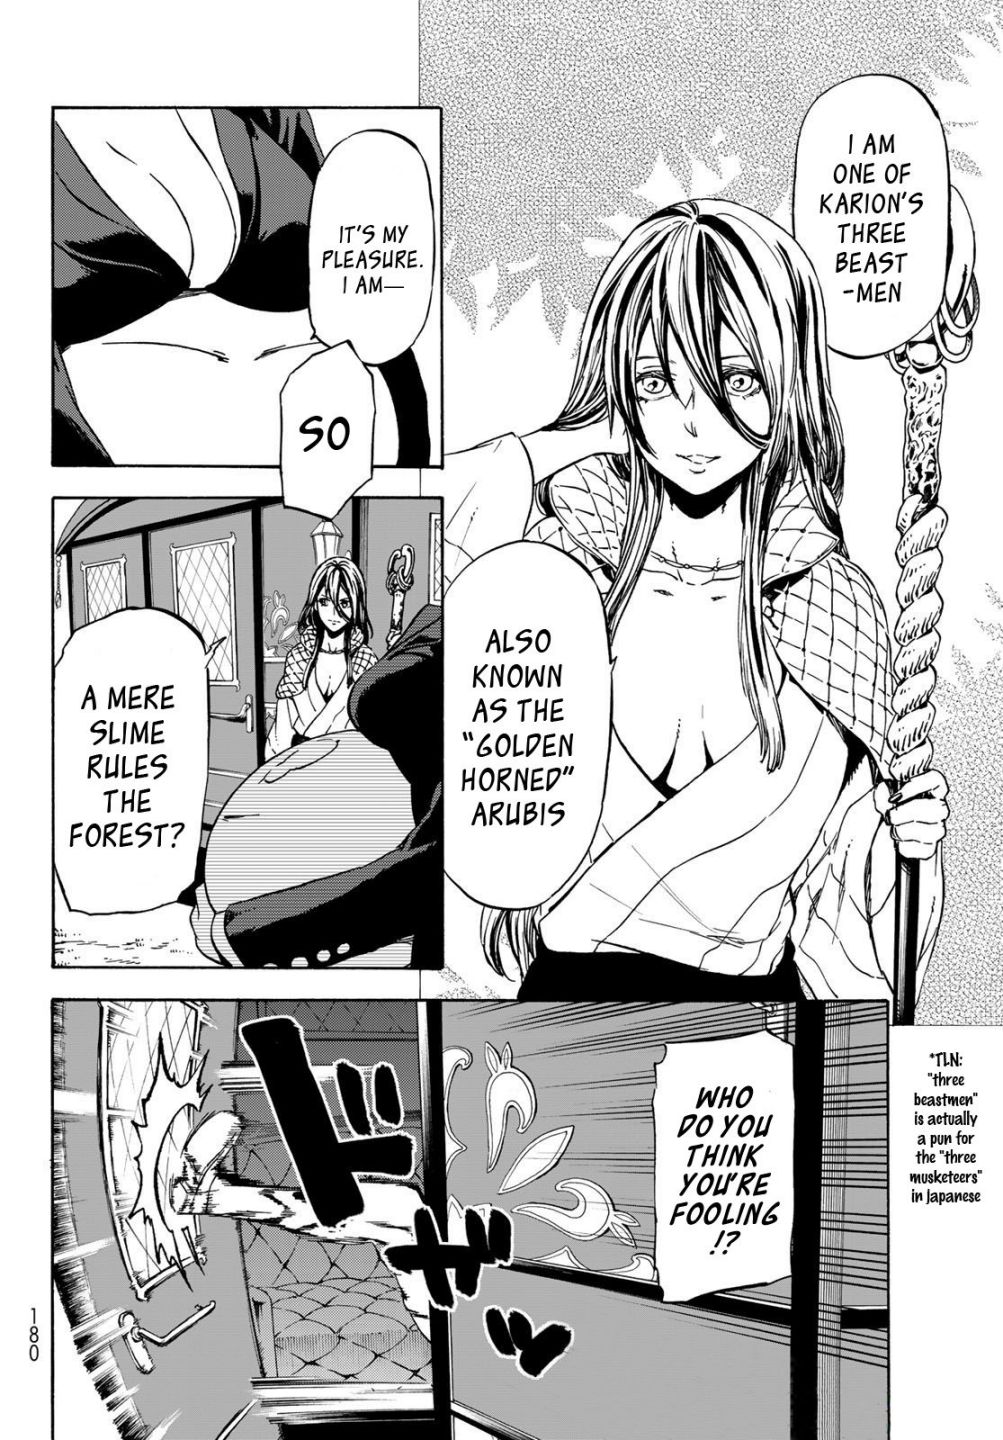 I AM
ONE OF
KARION'S
THREE
BEAST
-MEN
ALSO
KNOWN
AS THE
"GOLDEN
HORNED"
ARUBIS
IT'S MY
PLEASURE.
I AM—
SO
A MERE
SLIME
RULES
THE
FOREST?
*TLN:
"three
beastmen"
is actually
a pun for
the "three
musketeers"
in Japanese
WHO
DO YOU
THINK
YOU'RE
FOOLING
!?
ドガッ
180